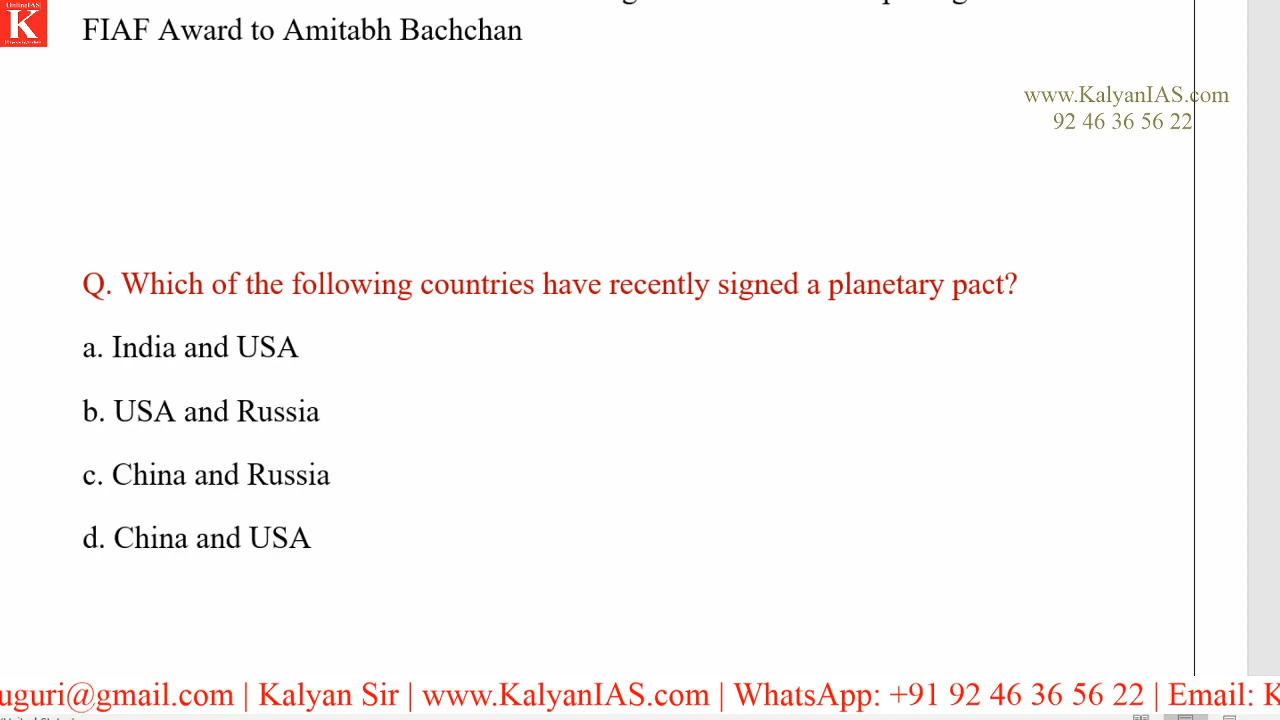 K
FIAF Award to Amitabh Bachchan
www.KalyanIAS.com
92 46 36 56 22
Q. Which of the following countries have recently signed a planetary pact?
a. India and USA
b. USA and Russia
c. China and Russia
d. China and USA
uguri@gmail.com | Kalyan Sir | www.KalyanIAS.com | WhatsApp: +91 92 46 36 56 22 | Email: K